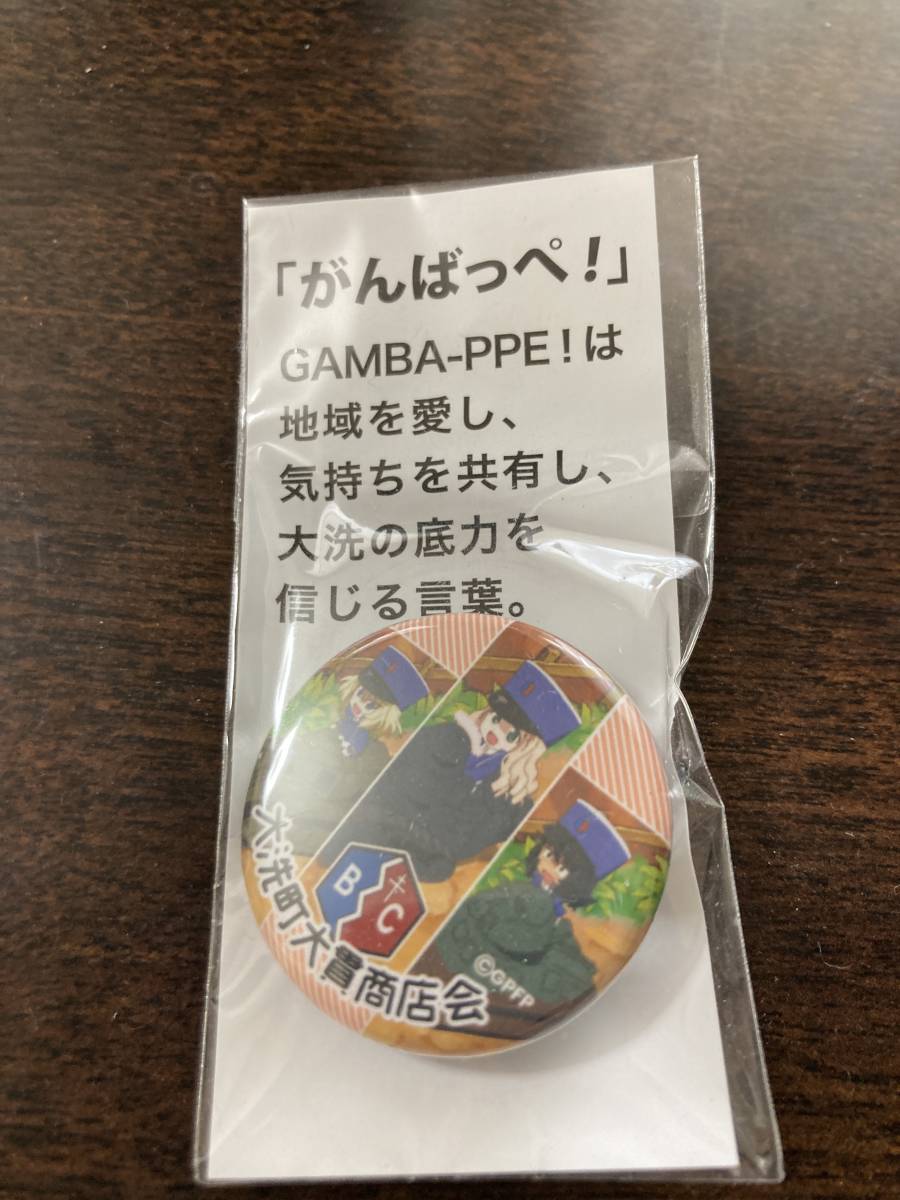 「がんばっぺ！」
GAMBA-PPE！は
地域を愛し、
気持ちを共有し、
大洗の底力を
信じる言葉。
B
C
大洗町大貫商店会
©GPFP